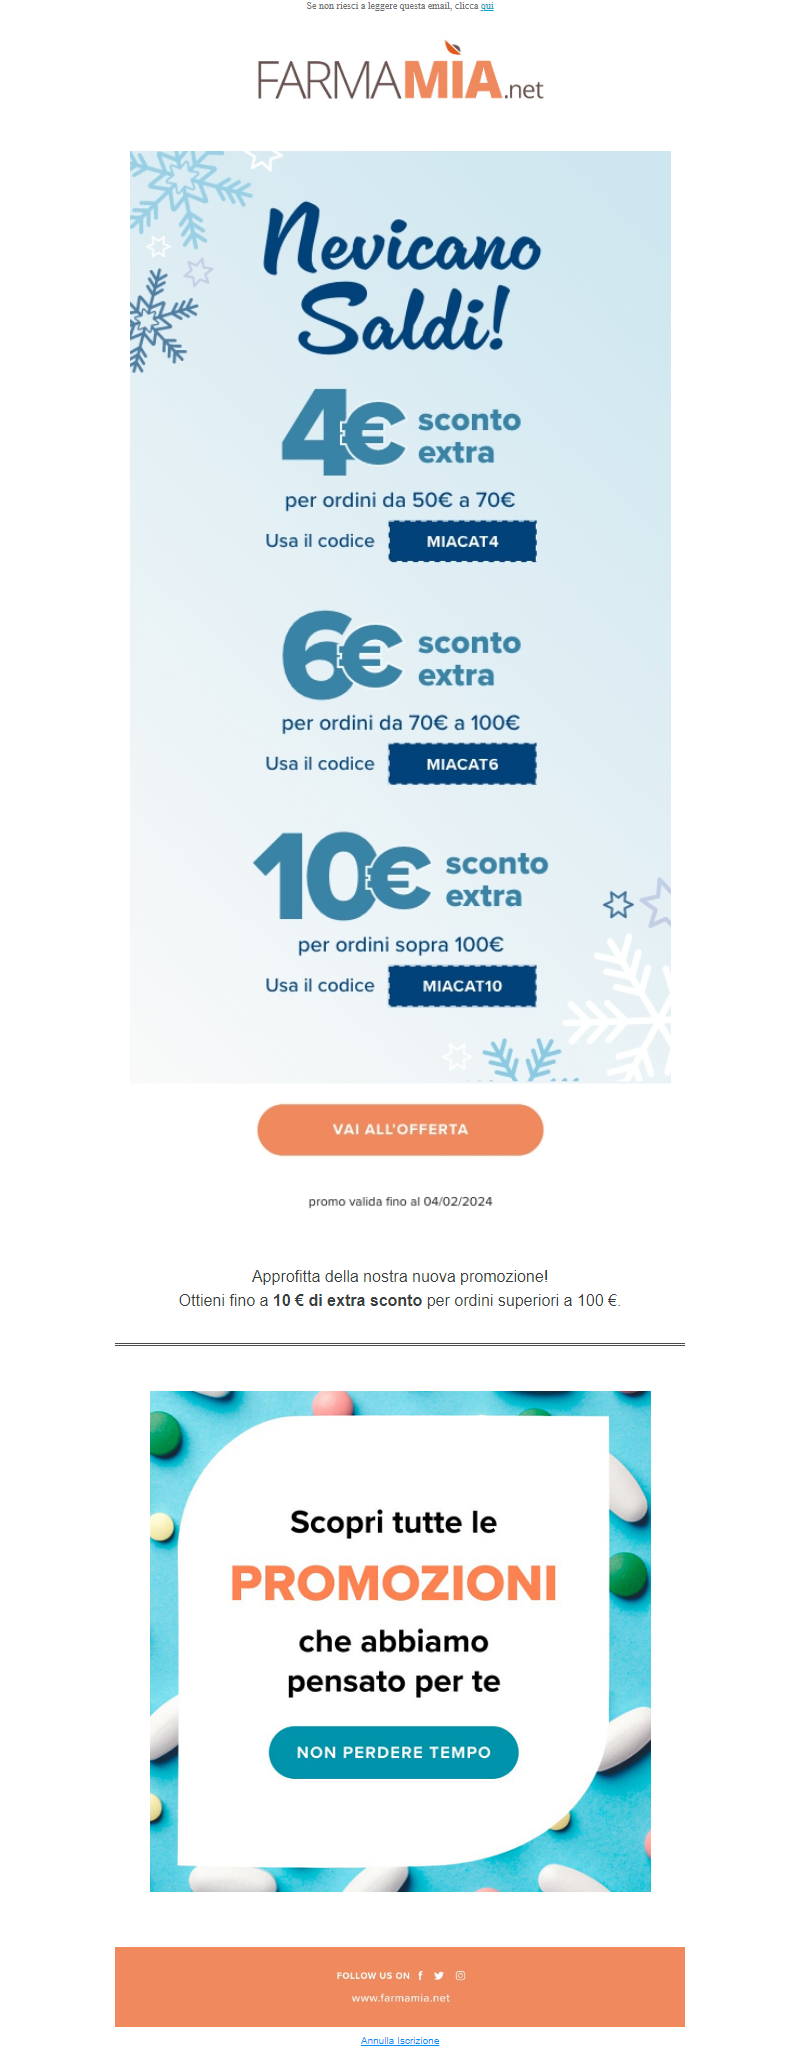 Se non riesci a leggere questa email, clicca qui
FARMAMÌA.net
Nevicano
Saldi!
4€ sconto
extra
per ordini da 50€ a 70€
Usa il codice MIACAT4
6€ sconto
extra
per ordini da 70€ a 100€
Usa il codice MIACAT6
10€ sconto
extra
per ordini sopra 100€
Usa il codice MIACAT10
VAI ALL'OFFERTA
promo valida fino al 04/02/2024
Approfitta della nostra nuova promozione!
Ottieni fino a 10 € di extra sconto per ordini superiori a 100 €.
Scopri tutte le
PROMOZIONI
che abbiamo
pensato per te
NON PERDERE TEMPO
FOLLOW US ON
www.farmamia.net
Annulla Iscrizione